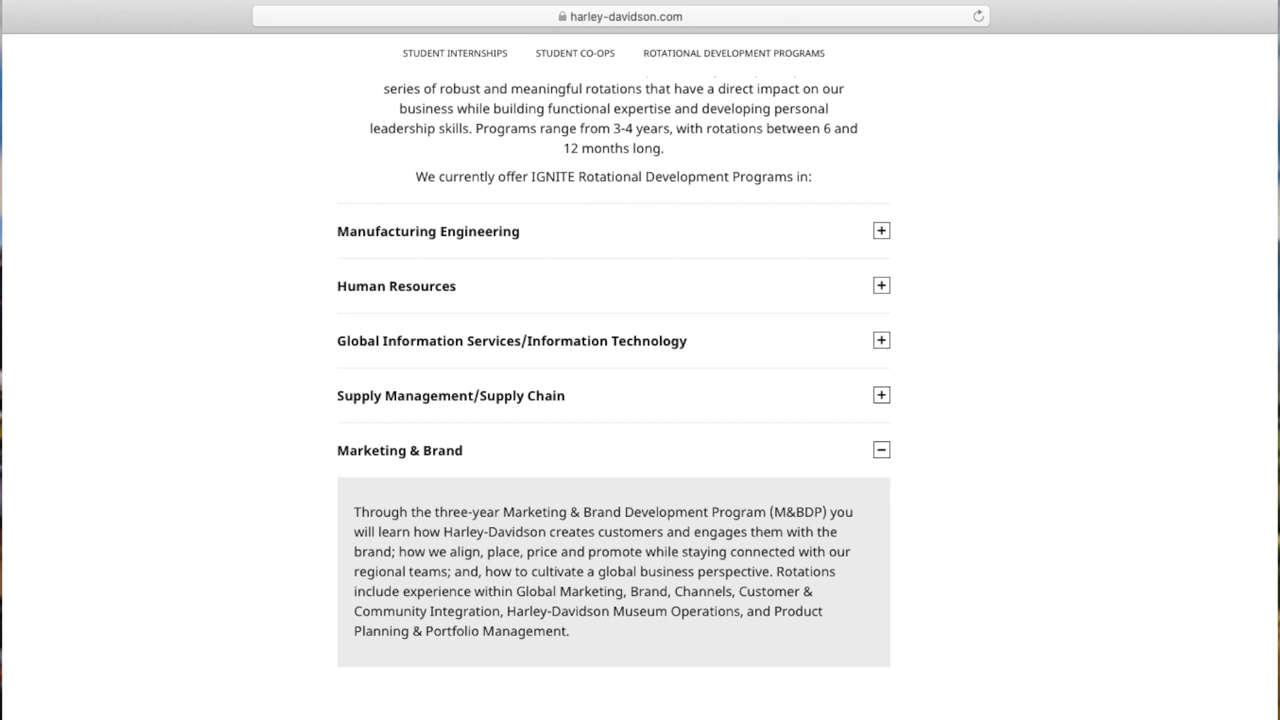 harley-davidson.com
STUDENT INTERNSHIPS STUDENT CO-OPS ROTATIONAL DEVELOPMENT PROGRAMS
series of robust and meaningful rotations that have a direct impact on our
business while building functional expertise and developing personal
leadership skills. Programs range from 3-4 years, with rotations between 6 and
12 months long.
We currently offer IGNITE Rotational Development Programs in:
Manufacturing Engineering
Human Resources
Global Information Services/Information Technology
Supply Management/Supply Chain
Marketing & Brand
Through the three-year Marketing & Brand Development Program (M&BDP) you
will learn how Harley-Davidson creates customers and engages them with the
brand; how we align, place, price and promote while staying connected with our
regional teams; and, how to cultivate a global business perspective. Rotations
include experience within Global Marketing, Brand, Channels, Customer &
Community Integration, Harley-Davidson Museum Operations, and Product
Planning & Portfolio Management.